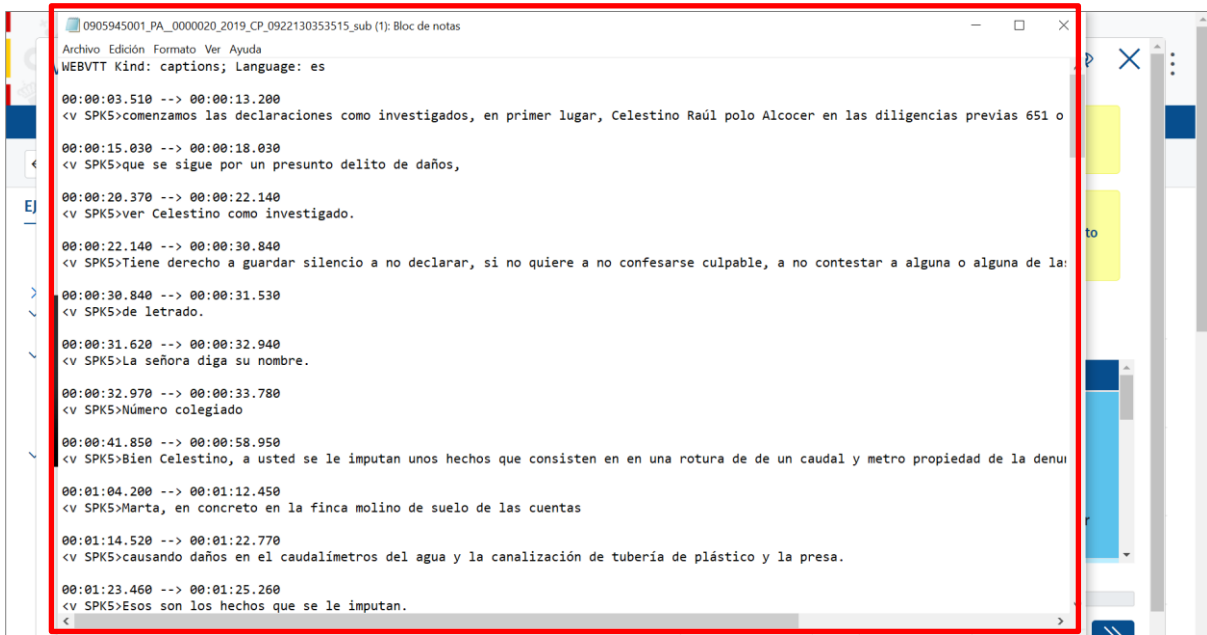 0905945001_PA__0000020_2019_CP_0922130353515_sub (1): Bloc de notas
Archivo Edición Formato Ver Ayuda
WEBVTT Kind: captions; Language: es
00:00:03.510 --> 00:00:13.200
<v SPK5>comenzamos las declaraciones como investigados, en primer lugar, Celestino Raúl polo Alcocer en las diligencias previas 651 o
00:00:15.030 --> 00:00:18.030
<v SPK5>que se sigue por un presunto delito de daños,
00:00:20.370 --> 00:00:22.140
<v SPK5>ver Celestino como investigado.
00:00:22.140 --> 00:00:30.840
<v SPK5>Tiene derecho a guardar silencio a no declarar, si no quiere a no confesarse culpable, a no contestar a alguna o alguna de las
00:00:30.840 --> 00:00:31.530
<v SPK5>de letrado.
00:00:31.620 --> 00:00:32.940
<v SPK5>La señora diga su nombre.
00:00:32.970 --> 00:00:33.780
<v SPK5>Número colegiado
00:00:41.850 --> 00:00:58.950
<v SPK5>Bien Celestino, a usted se le imputan unos hechos que consisten en en una rotura de de un caudal y metro propiedad de la denu
00:01:04.200 --> 00:01:12.450
<v SPK5>Marta, en concreto en la finca molino de suelo de las cuentas
00:01:14.520 --> 00:01:22.770
<v SPK5>causando daños en el caudalímetros del agua y la canalización de tubería de plástico y la presa.
00:01:23.460 --> 00:01:25.260
<v SPK5>Esos son los hechos que se le imputan.
EJ
to
r